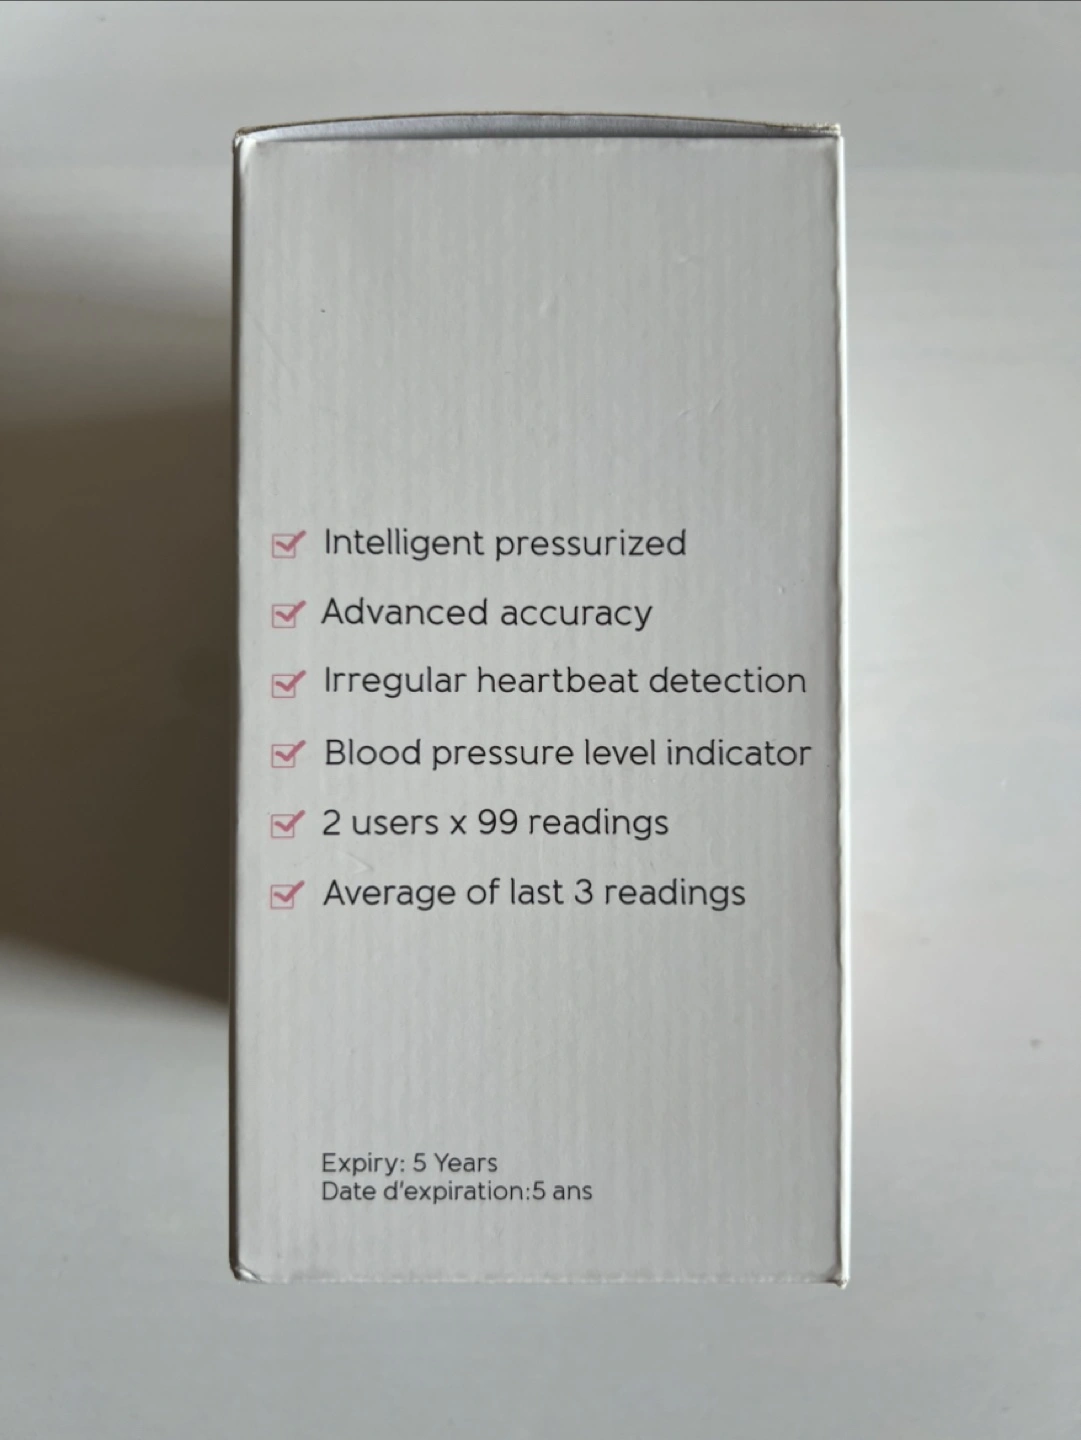 Intelligent pressurized
Advanced accuracy
Irregular heartbeat detection
Blood pressure level indicator
2 users x 99 readings
Average of last 3 readings
Expiry: 5 Years
Date d'expiration:5 ans